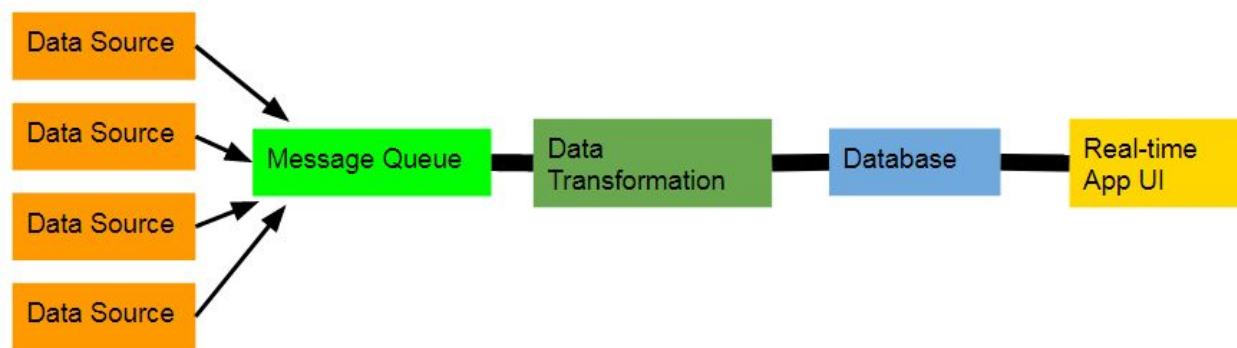 Data Source
Data Source
Data Source
Data Source
Message Queue
Data
Transformation
Database
Real-time
App UI